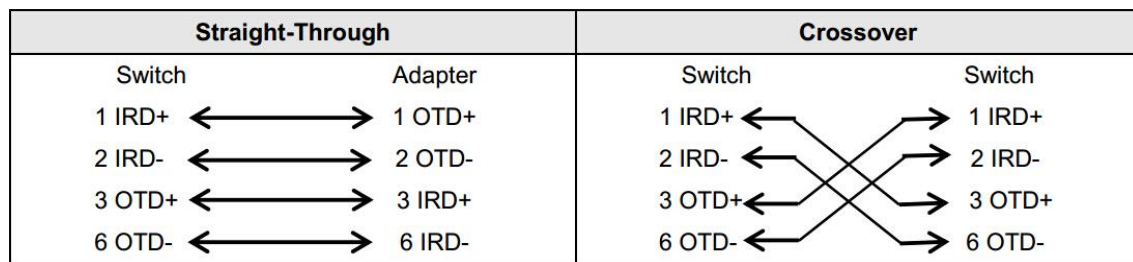 Straight-Through Crossover
Switch Adapter Switch Switch
1 IRD+ 1 OTD+ 1 IRD+ 1 IRD+
2 IRD- 2 OTD- 2 IRD- 2 IRD-
3 OTD+ 3 IRD+ 3 OTD+ 3 OTD+
6 OTD- 6 IRD- 6 OTD- 6 OTD-